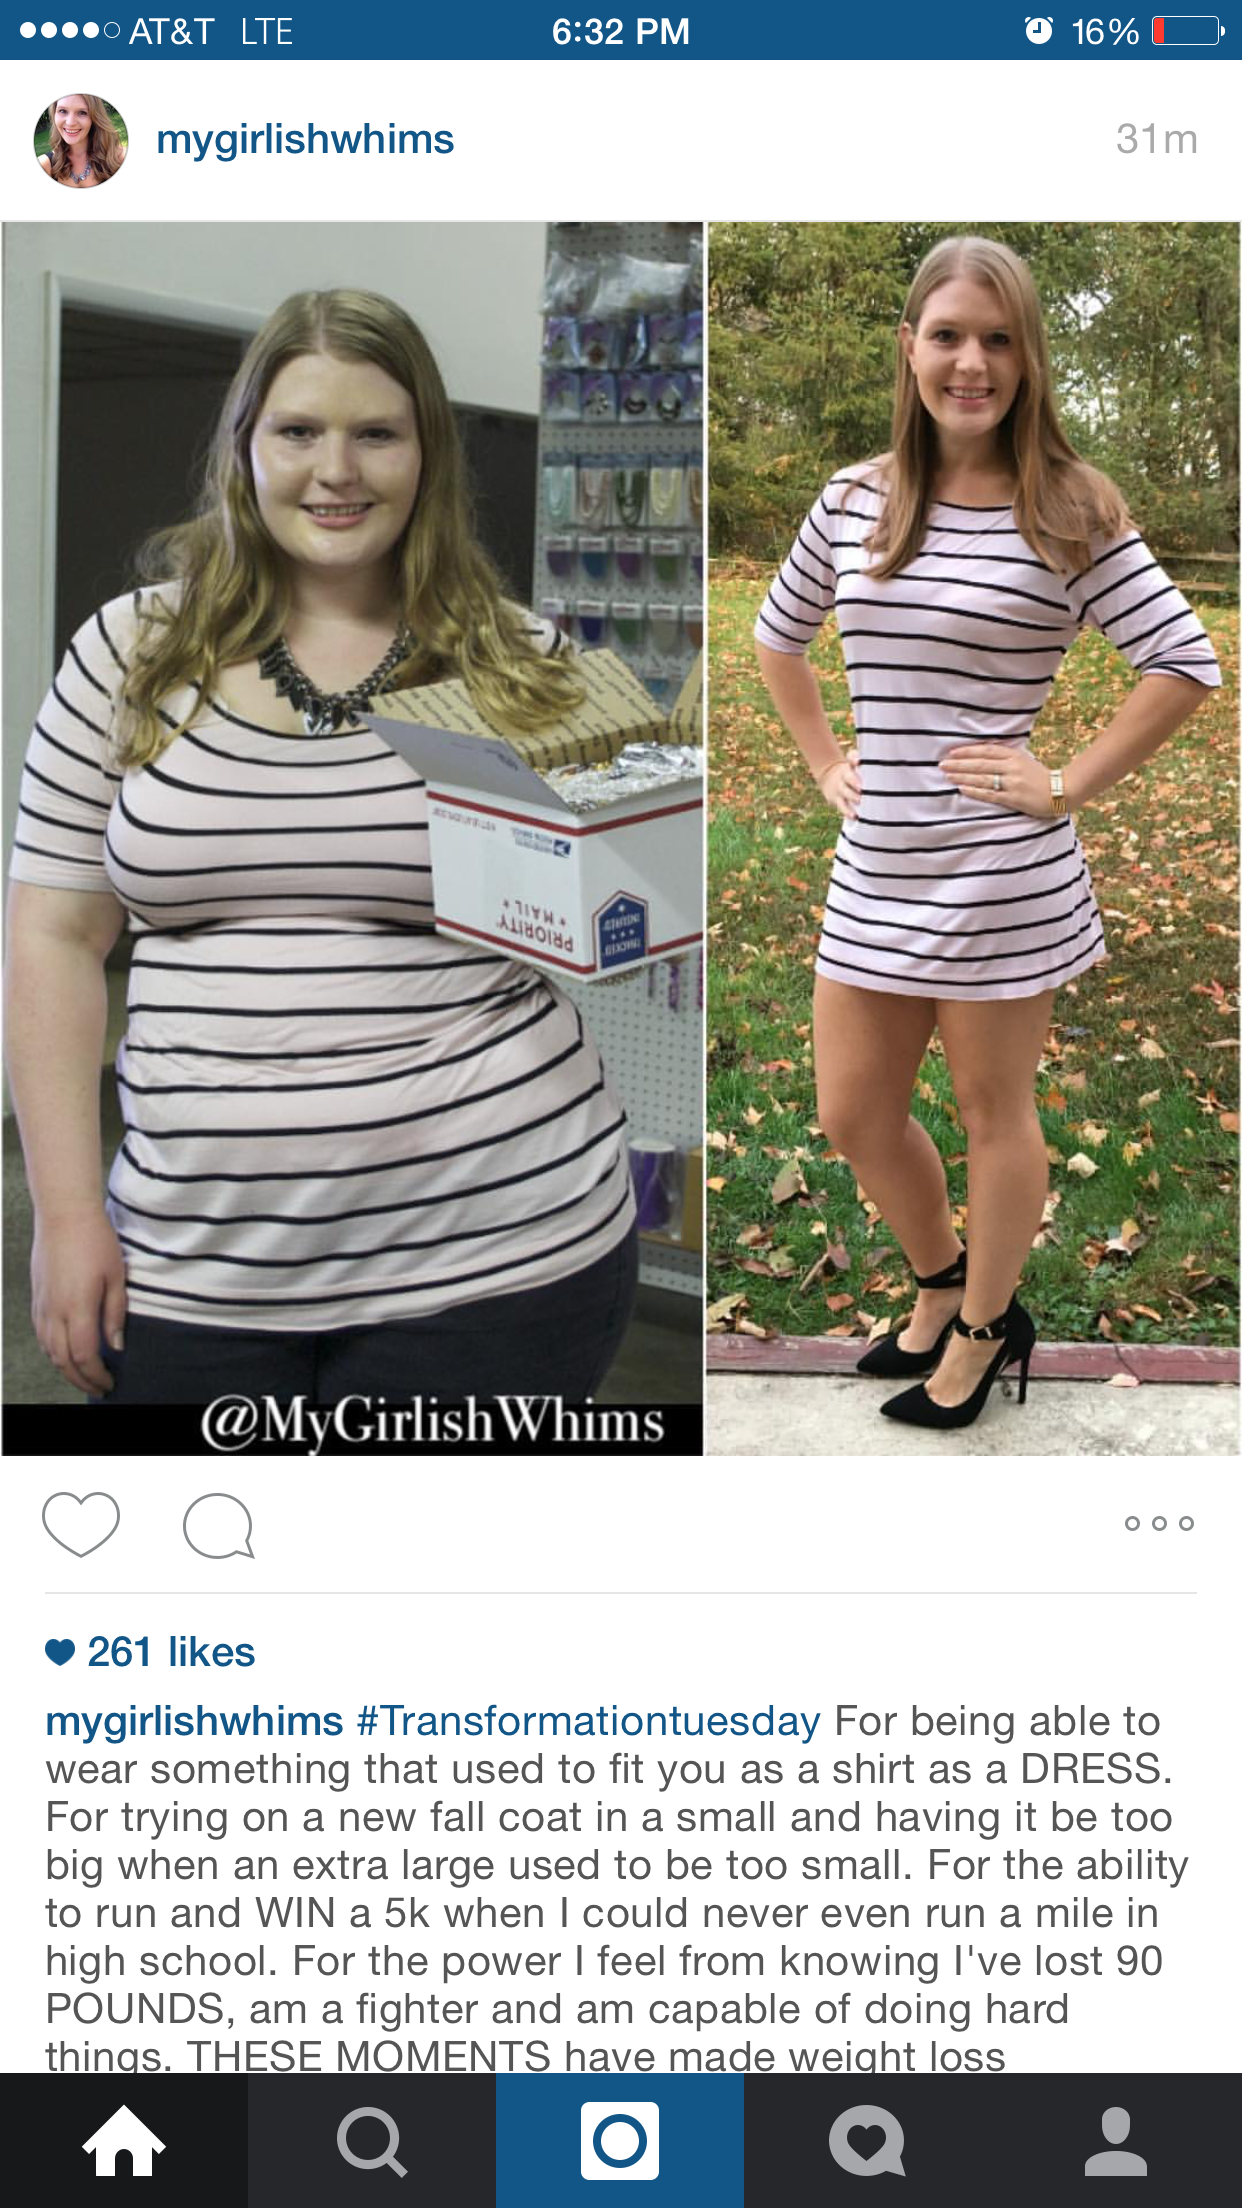 AT&T LTE 6:32 PM 16%
mygirlishwhims 31m
PRIORITY
★ MAIL ★
TRACKED
INSURED
@MyGirlishWhims
261 likes
mygirlishwhims #Transformationtuesday For being able to
wear something that used to fit you as a shirt as a DRESS.
For trying on a new fall coat in a small and having it be too
big when an extra large used to be too small. For the ability
to run and WIN a 5k when I could never even run a mile in
high school. For the power I feel from knowing I've lost 90
POUNDS, am a fighter and am capable of doing hard
things. THESE MOMENTS have made weight loss